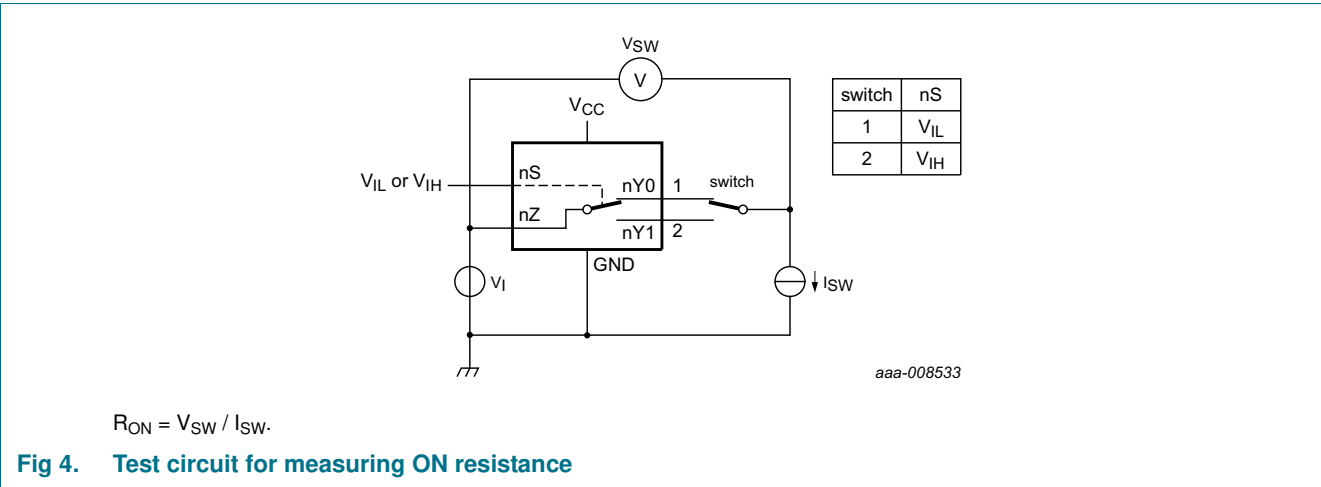 VSW
V
VCC
switch nS
1 VIL
2 VIH
VIL or VIH
nS
nY0 1 switch
nZ
nY1 2
GND
VI
ISW
aaa-008533
RON = VSW / ISW.
Fig 4. Test circuit for measuring ON resistance